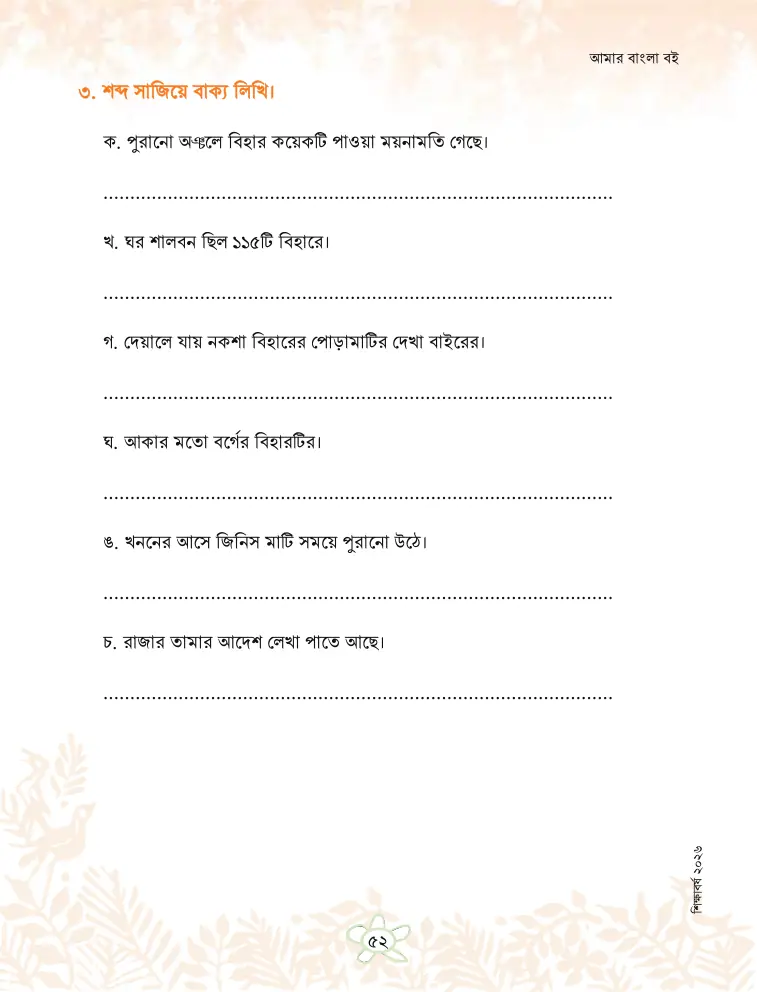 আমার বাংলা বই
৩. শব্দ সাজিয়ে বাক্য লিখি।
ক. পুরানো অঞ্চলে বিহার কয়েকটি পাওয়া ময়নামতি গেছে।
................................................................................................
খ. ঘর শালবন ছিল ১১৫টি বিহারে।
................................................................................................
গ. দেয়ালে যায় নকশা বিহারের পোড়ামাটির দেখা বাইরের।
................................................................................................
ঘ. আকার মতো বর্গের বিহারটির।
................................................................................................
ঙ. খননের আসে জিনিস মাটি সময়ে পুরানো উঠে।
................................................................................................
চ. রাজার তামার আদেশ লেখা পাতে আছে।
................................................................................................
শিক্ষাবর্ষ ২০২৬
৫২